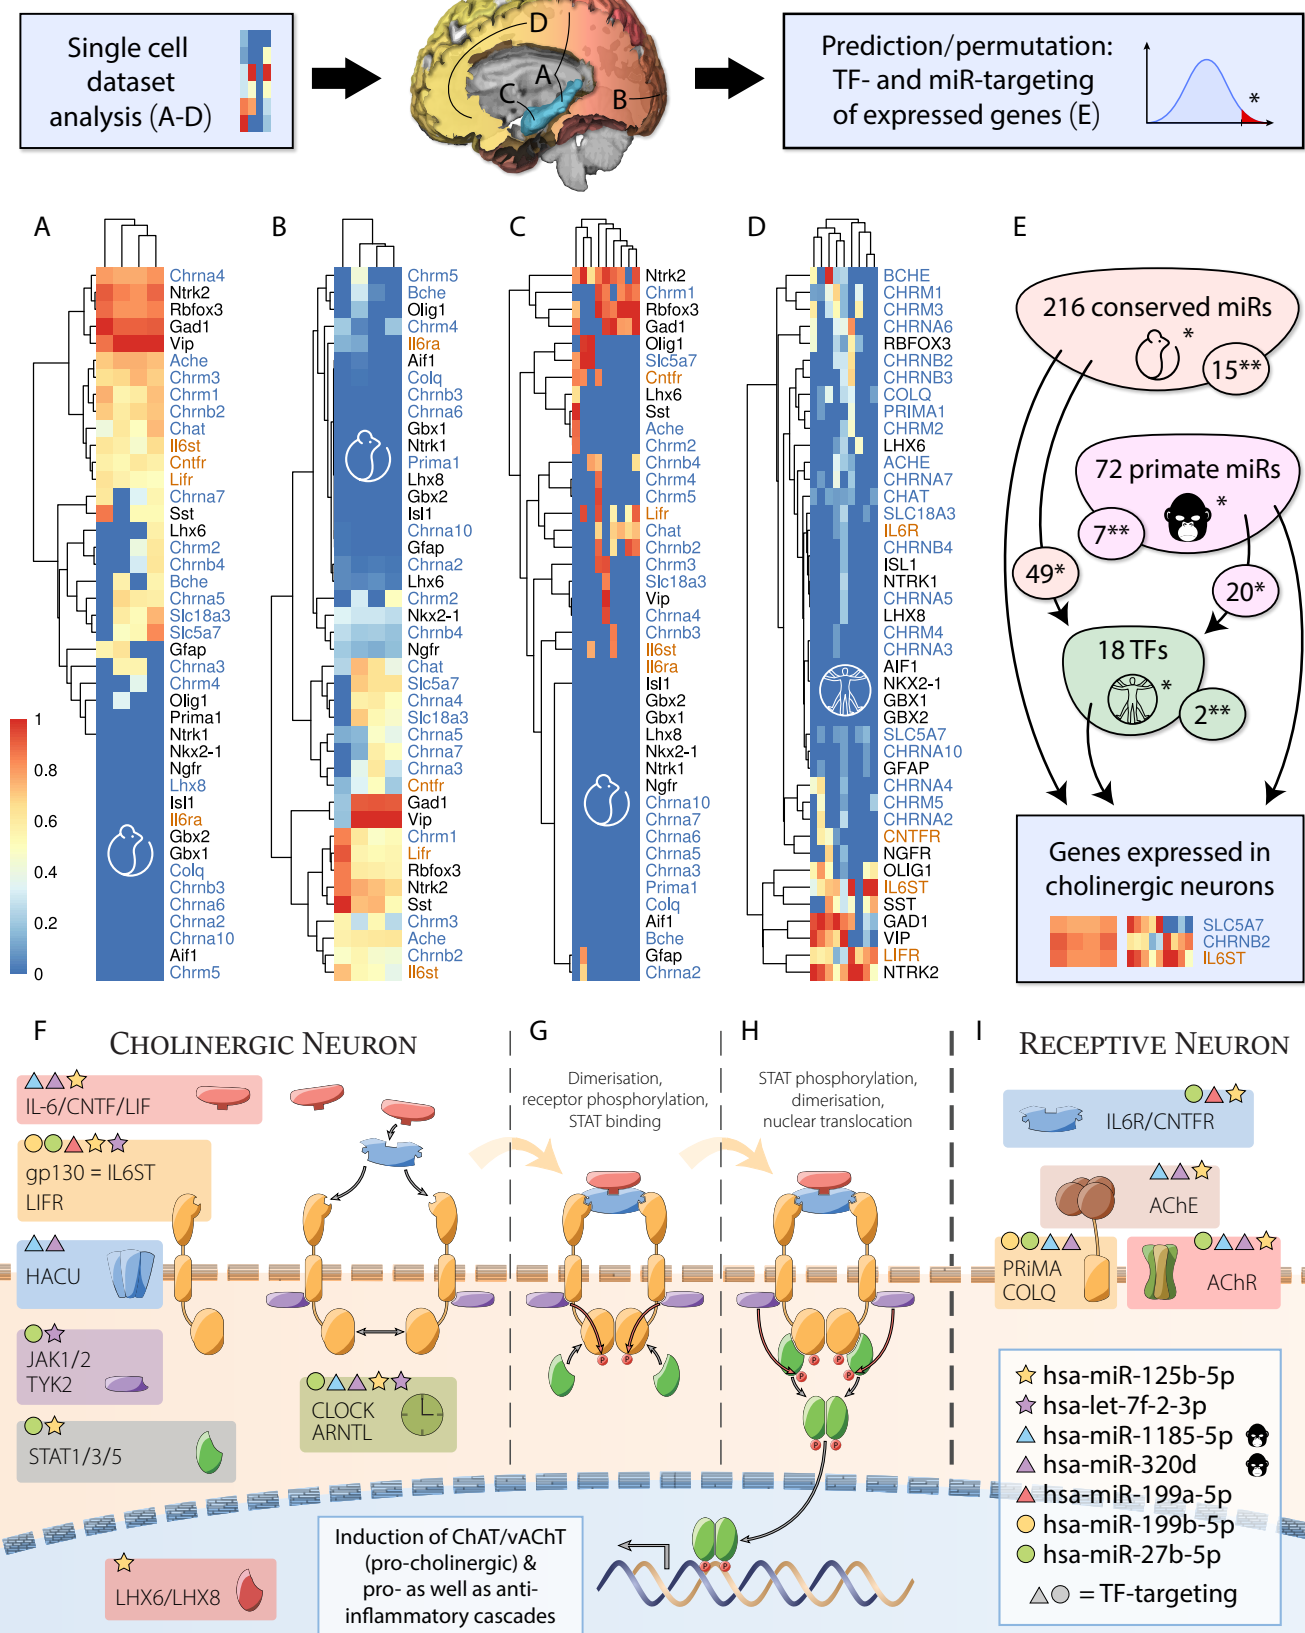 Single cell
dataset
analysis (A-D)
D
A
C
B
Prediction/permutation:
TF- and miR-targeting
of expressed genes (E)
*
A
Chrna4
Ntrk2
Rbfox3
Gad1
Vip
Ache
Chrm3
Chrm1
Chrnb2
Chat
Il6st
Cntfr
Lifr
Chrna7
Sst
Lhx6
Chrm2
Chrnb4
Bche
Chrna5
Slc18a3
Slc5a7
Gfap
Chrna3
Chrm4
Olig1
Prima1
Ntrk1
Nkx2-1
Ngfr
Lhx8
Isl1
Il6ra
Gbx2
Gbx1
Colq
Chrnb3
Chrna6
Chrna2
Chrna10
Aif1
Chrm5
1
0.8
0.6
0.4
0.2
0
B
Chrm5
Bche
Olig1
Chrm4
Il6ra
Aif1
Colq
Chrnb3
Chrna6
Gbx1
Ntrk1
Prima1
Lhx8
Gbx2
Isl1
Chrna10
Gfap
Chrna2
Lhx6
Chrm2
Nkx2-1
Chrnb4
Ngfr
Chat
Slc5a7
Chrna4
Slc18a3
Chrna5
Chrna7
Chrna3
Cntfr
Gad1
Vip
Chrm1
Lifr
Rbfox3
Ntrk2
Sst
Chrm3
Ache
Chrnb2
Il6st
C
Ntrk2
Chrm1
Rbfox3
Gad1
Olig1
Slc5a7
Cntfr
Lhx6
Sst
Ache
Chrm2
Chrnb4
Chrm4
Chrm5
Lifr
Chat
Chrnb2
Chrm3
Slc18a3
Vip
Chrna4
Chrnb3
Il6st
Il6ra
Isl1
Gbx2
Gbx1
Lhx8
Nkx2-1
Ntrk1
Ngfr
Chrna10
Chrna7
Chrna6
Chrna5
Chrna3
Prima1
Colq
Aif1
Bche
Gfap
Chrna2
D
BCHE
CHRM1
CHRM3
CHRNA6
RBFOX3
CHRNB2
CHRNB3
COLQ
PRIMA1
CHRM2
LHX6
ACHE
CHRNA7
CHAT
SLC18A3
IL6R
CHRNB4
ISL1
NTRK1
CHRNA5
LHX8
CHRM4
CHRNA3
AIF1
NKX2-1
GBX1
GBX2
SLC5A7
CHRNA10
GFAP
CHRNA4
CHRM5
CHRNA2
CNTFR
NGFR
OLIG1
IL6ST
SST
GAD1
VIP
LIFR
NTRK2
E
216 conserved miRs
*
15**
72 primate miRs
*
7**
49*
20*
18 TFs
*
2**
Genes expressed in
cholinergic neurons
SLC5A7
CHRNB2
IL6ST
F
CHOLINERGIC NEURON
IL-6/CNTF/LIF
gp130 = IL6ST
LIFR
HACU
JAK1/2
TYK2
STAT1/3/5
CLOCK
ARNTL
LHX6/LHX8
Induction of ChAT/vAChT
(pro-cholinergic) &
pro- as well as anti-
inflammatory cascades
G
Dimerisation,
receptor phosphorylation,
STAT binding
P P
H
STAT phosphorylation,
dimerisation,
nuclear translocation
P P
P P
P P
I
RECEPTIVE NEURON
IL6R/CNTFR
AChE
PRiMA
COLQ
AChR
hsa-miR-125b-5p
hsa-let-7f-2-3p
hsa-miR-1185-5p
hsa-miR-320d
hsa-miR-199a-5p
hsa-miR-199b-5p
hsa-miR-27b-5p
= TF-targeting